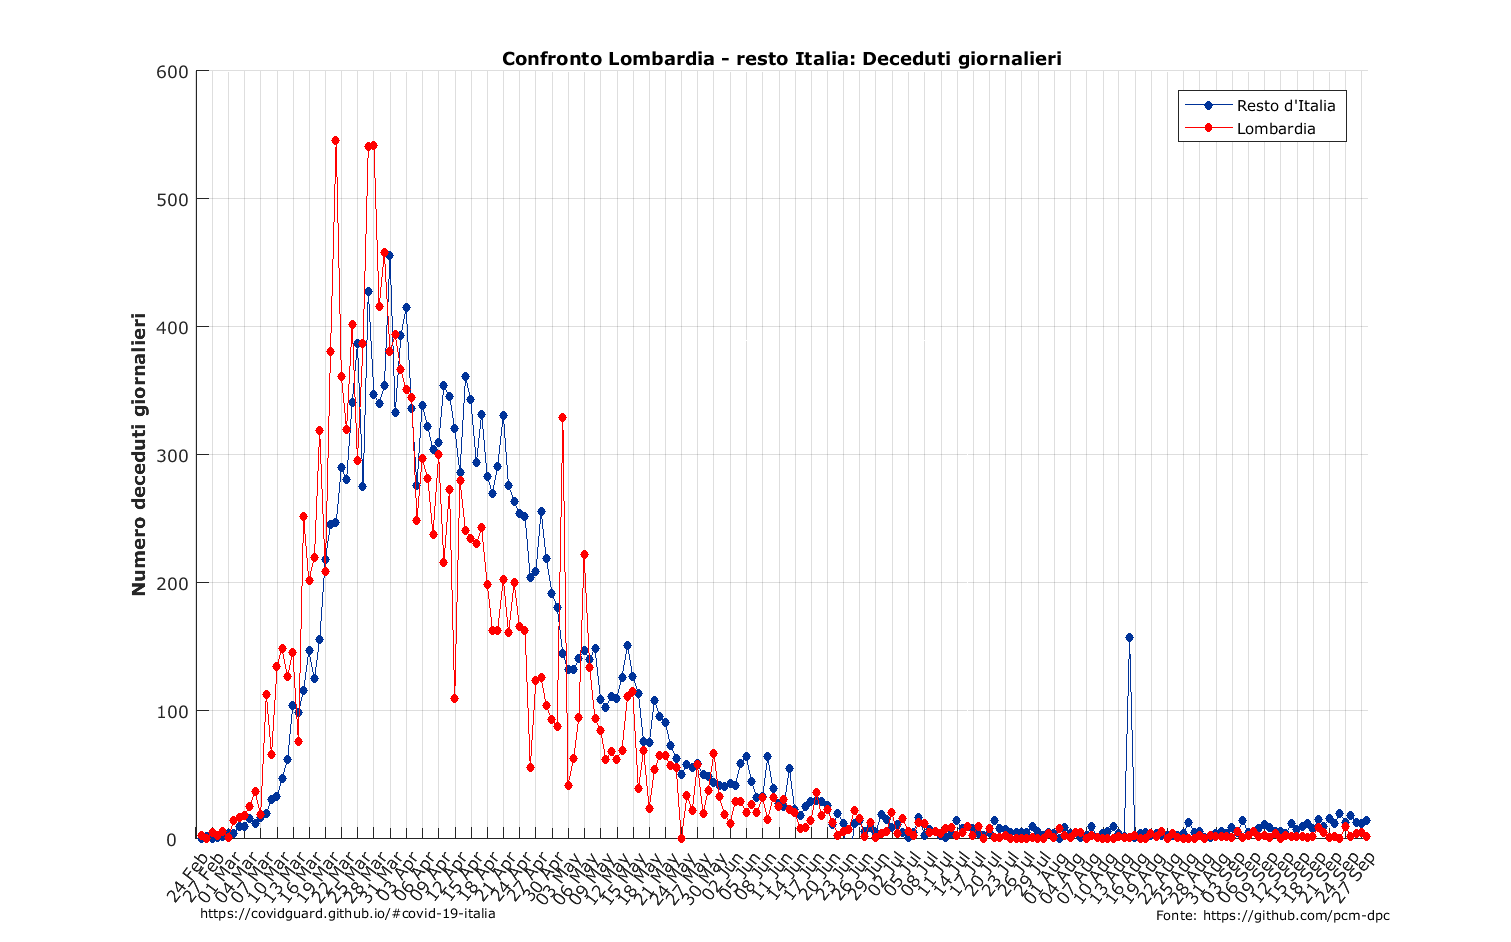 Confronto Lombardia - resto Italia: Deceduti giornalieri
Resto d'Italia
Lombardia
Numero deceduti giornalieri
600
500
400
300
200
100
0
24 Feb
27 Feb
01 Mar
04 Mar
07 Mar
10 Mar
13 Mar
16 Mar
19 Mar
22 Mar
25 Mar
28 Mar
31 Mar
03 Apr
06 Apr
09 Apr
12 Apr
15 Apr
18 Apr
21 Apr
24 Apr
27 Apr
30 Apr
03 May
06 May
09 May
12 May
15 May
18 May
21 May
24 May
27 May
30 May
02 Jun
05 Jun
08 Jun
11 Jun
14 Jun
17 Jun
20 Jun
23 Jun
26 Jun
29 Jun
02 Jul
05 Jul
08 Jul
11 Jul
14 Jul
17 Jul
20 Jul
23 Jul
26 Jul
29 Jul
01 Aug
04 Aug
07 Aug
10 Aug
13 Aug
16 Aug
19 Aug
22 Aug
25 Aug
28 Aug
31 Aug
03 Sep
06 Sep
09 Sep
12 Sep
15 Sep
18 Sep
21 Sep
24 Sep
27 Sep
https://covidguard.github.io/#covid-19-italia
Fonte: https://github.com/pcm-dpc